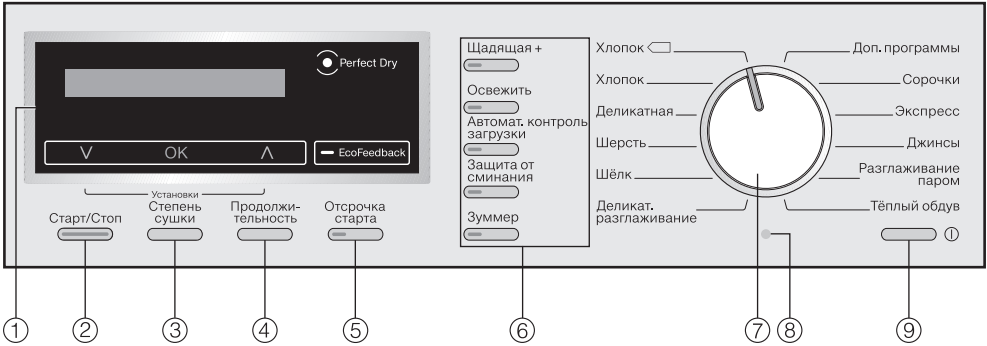 Perfect Dry
V
OK
Λ
EcoFeedback
Установки
Старт/Стоп
Степень
сушки
Продолжи-
тельность
Отсрочка
старта
Щадящая +
Освежить
Автомат. контроль
загрузки
Защита от
сминания
Зуммер
Хлопок
Хлопок
Деликатная
Шерсть
Шёлк
Деликат.
разглаживание
Доп. программы
Сорочки
Экспресс
Джинсы
Разглаживание
паром
Тёплый обдув
1
2
3
4
5
6
7
8
9